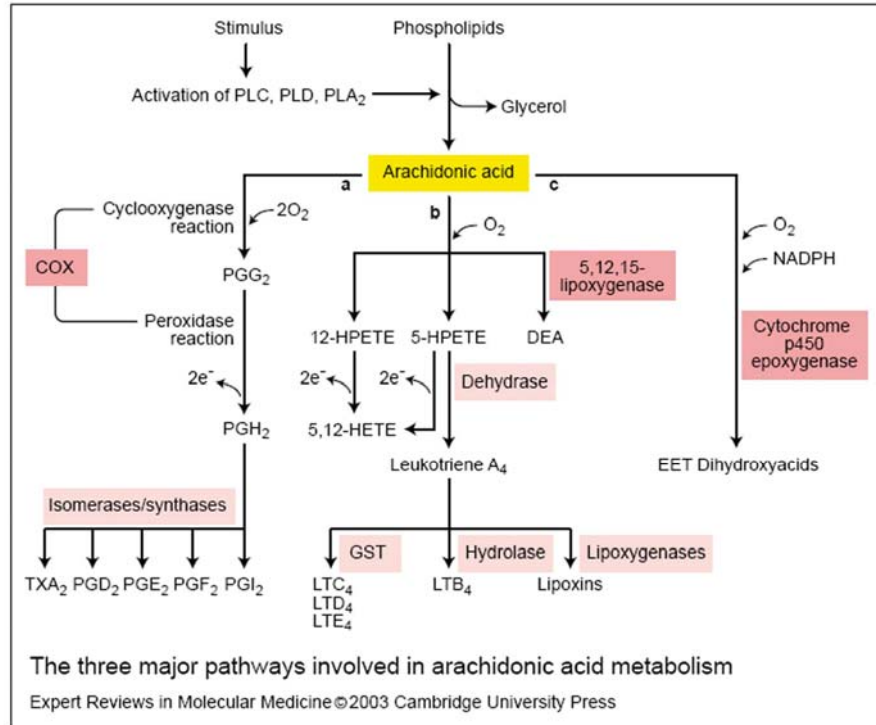 Stimulus
Phospholipids
Activation of PLC, PLD, PLA₂
Glycerol
Arachidonic acid
a
b
c
Cyclooxygenase
reaction
2O₂
COX
PGG₂
Peroxidase
reaction
2e⁻
PGH₂
Isomerases/synthases
TXA₂ PGD₂ PGE₂ PGF₂ PGI₂
O₂
5,12,15-
lipoxygenase
12-HPETE
5-HPETE
DEA
2e⁻
2e⁻
Dehydrase
5,12-HETE
Leukotriene A₄
GST
Hydrolase
Lipoxygenases
LTC₄
LTD₄
LTE₄
LTB₄
Lipoxins
O₂
NADPH
Cytochrome
p450
epoxygenase
EET Dihydroxyacids
The three major pathways involved in arachidonic acid metabolism
Expert Reviews in Molecular Medicine©2003 Cambridge University Press